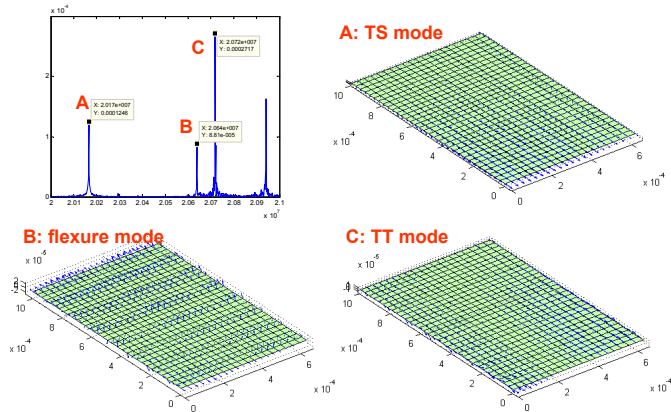 x 10^-4
A: TS mode
C
X: 2.072e+007
Y: 0.0002717
A
X: 2.017e+007
Y: 0.0001246
B
X: 2.064e+007
Y: 8.81e-005
2
1
0
2 2.01 2.02 2.03 2.04 2.05 2.06 2.07 2.08 2.09 2.1
x 10^7
10
8
6
4
2
0
x 10^-4
0
2
4
6
x 10^-4
B: flexure mode
x 10^-5
2
0
-2
10
8
6
4
2
0
x 10^-4
0
2
4
6
x 10^-4
C: TT mode
x 10^-5
10
8
6
4
2
0
x 10^-4
0
2
4
6
x 10^-4